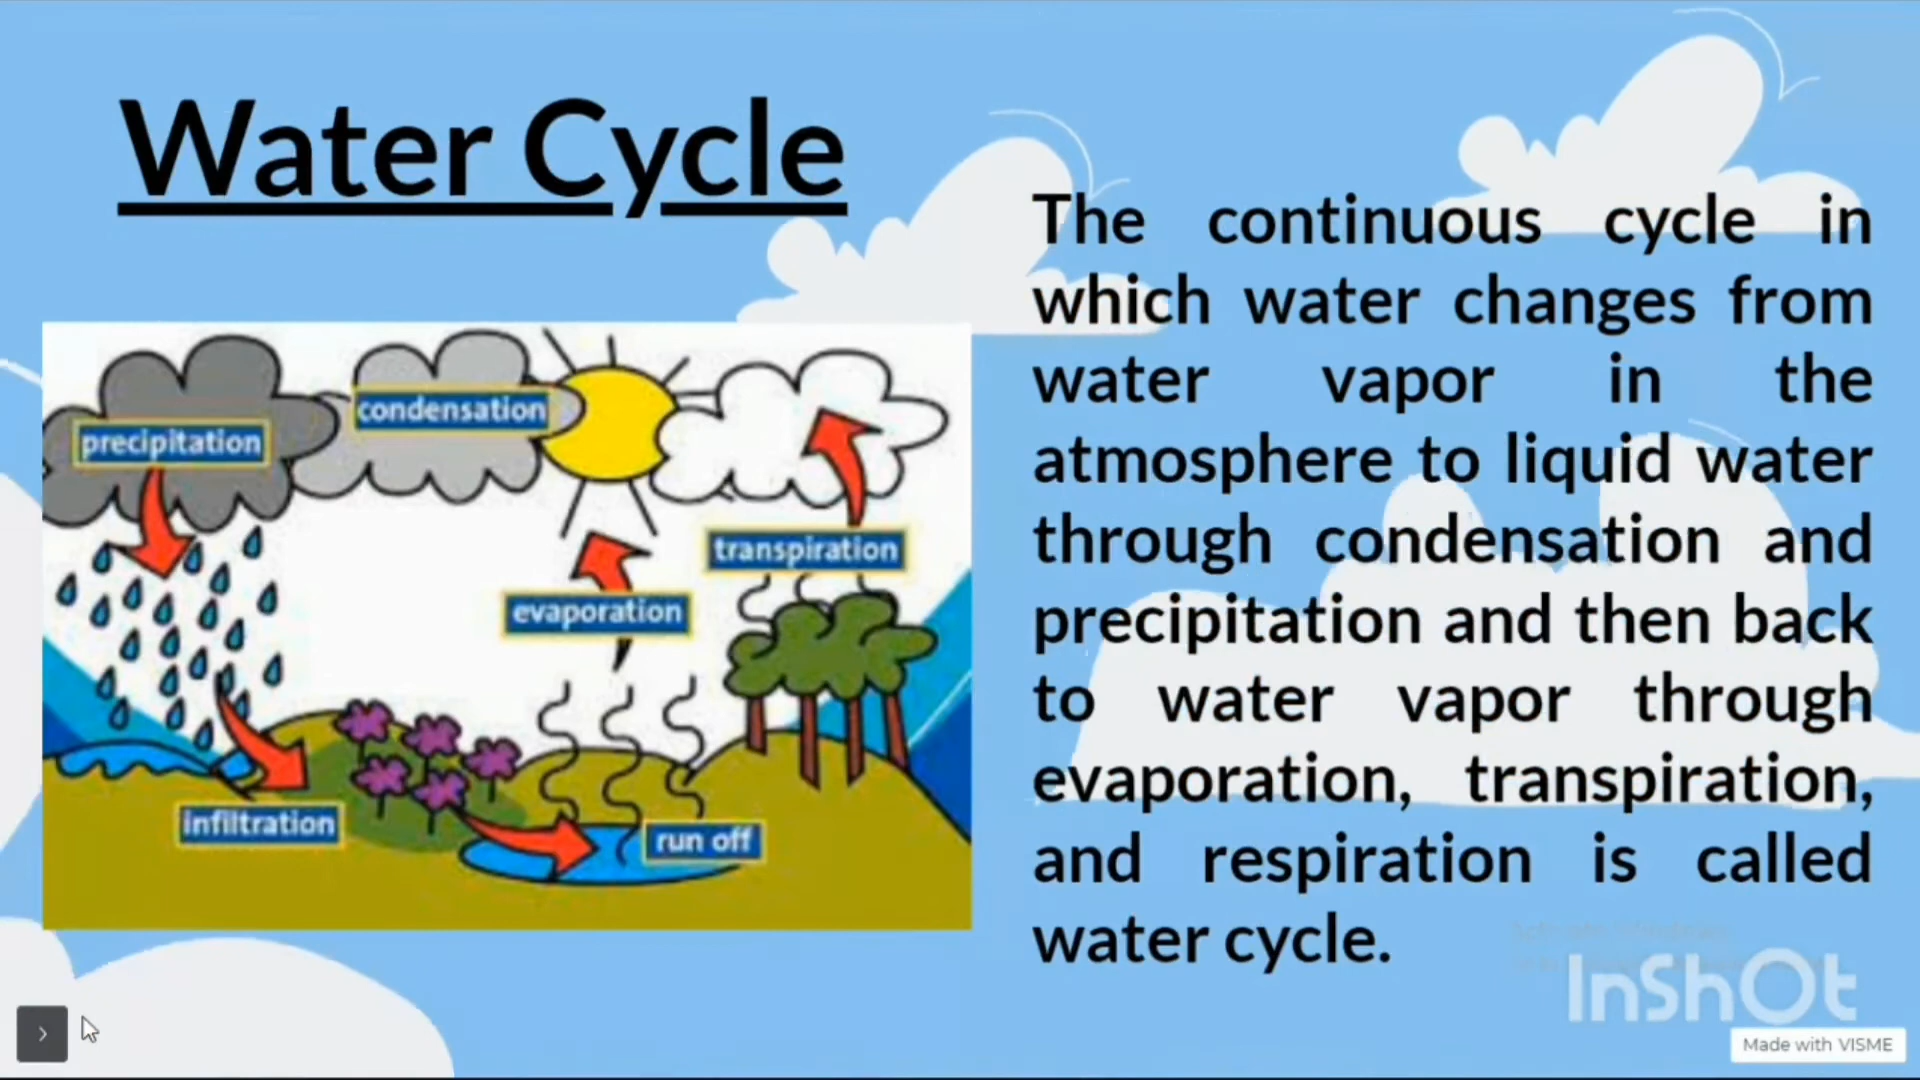 Water Cycle
The continuous cycle in
which water changes from
water vapor in the
atmosphere to liquid water
through condensation and
precipitation and then back
to water vapor through
evaporation, transpiration,
and respiration is called
water cycle.
condensation
precipitation
transpiration
evaporation
infiltration
run off
InShOt
Made with VISME